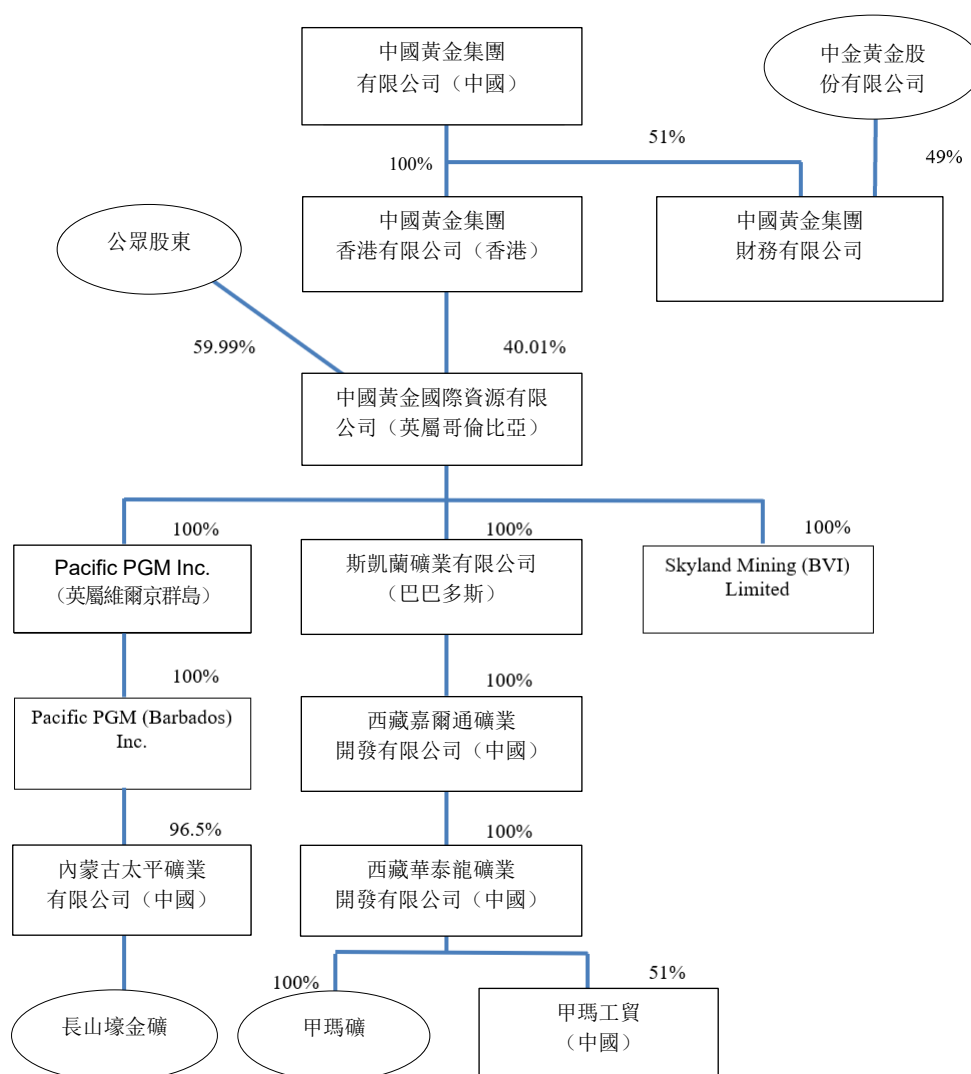 中國黃金集團
有限公司（中國）
中金黃金股
份有限公司
51%
100%
49%
中國黃金集團
香港有限公司（香港）
中國黃金集團
財務有限公司
公眾股東
59.99%
40.01%
中國黃金國際資源有限
公司（英屬哥倫比亞）
100%
100%
100%
Pacific PGM Inc.
（英屬維爾京群島）
斯凱蘭礦業有限公司
（巴巴多斯）
Skyland Mining (BVI)
Limited
100%
100%
Pacific PGM (Barbados)
Inc.
西藏嘉爾通礦業
開發有限公司（中國）
96.5%
100%
內蒙古太平礦業
有限公司（中國）
西藏華泰龍礦業
開發有限公司（中國）
100%
51%
長山壕金礦
甲瑪礦
甲瑪工貿
（中國）